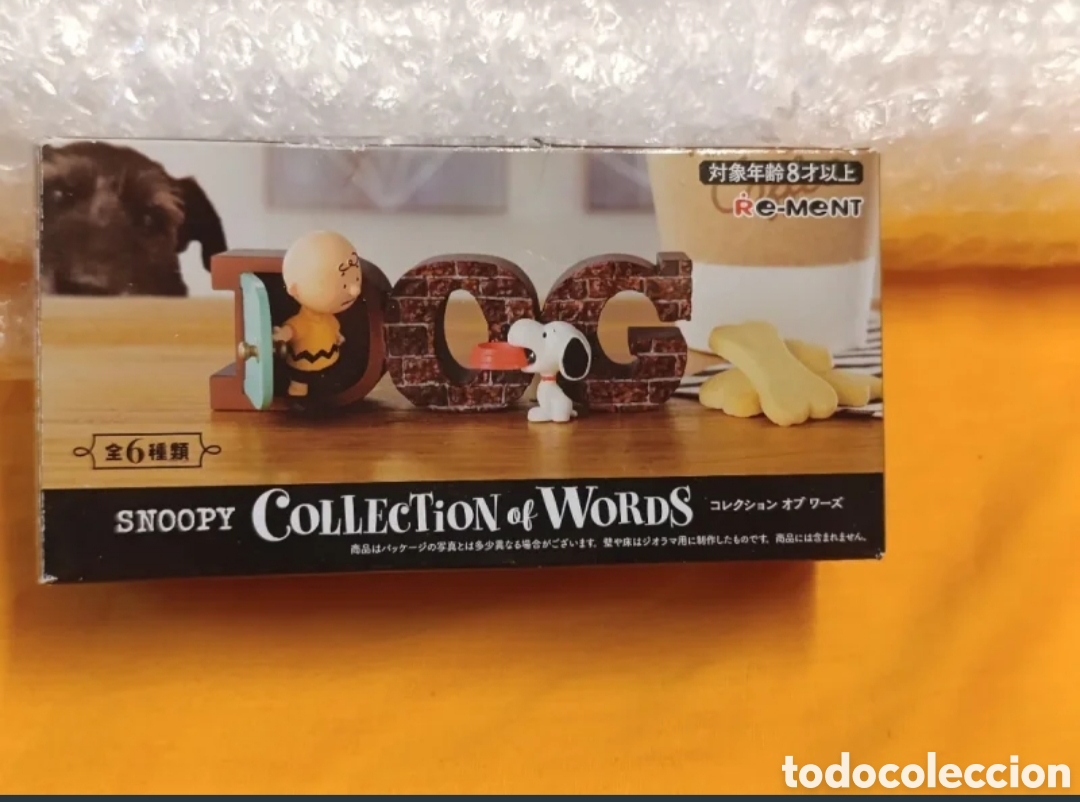 対象年齢8才以上
Re-MeNT
DOG
全6種類
SNOOPY COLLECTiON of WORDS コレクション オブ ワーズ
商品はパッケージの写真とは多少異なる場合がございます。壁や床はジオラマ用に制作したものです。商品には含まれません。
todocoleccion